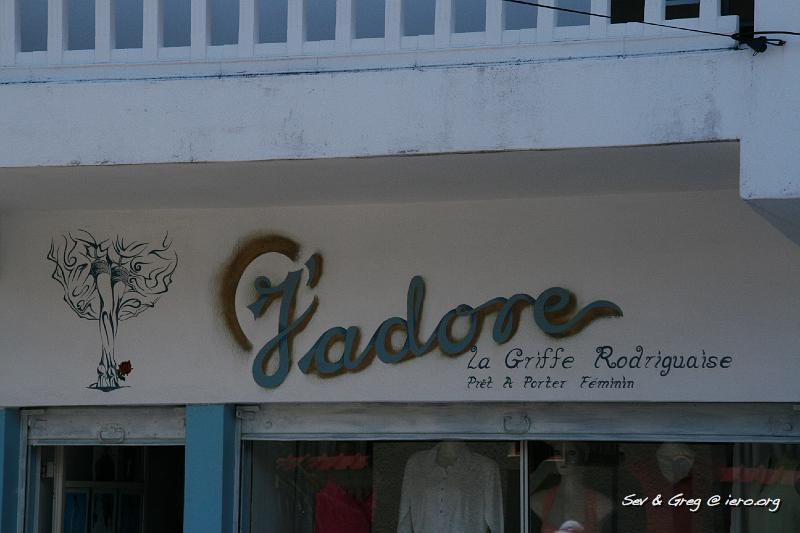 J'adore
La Griffe Rodriguaise
Prêt A Porter Féminin
Sev & Greg @ iero.org